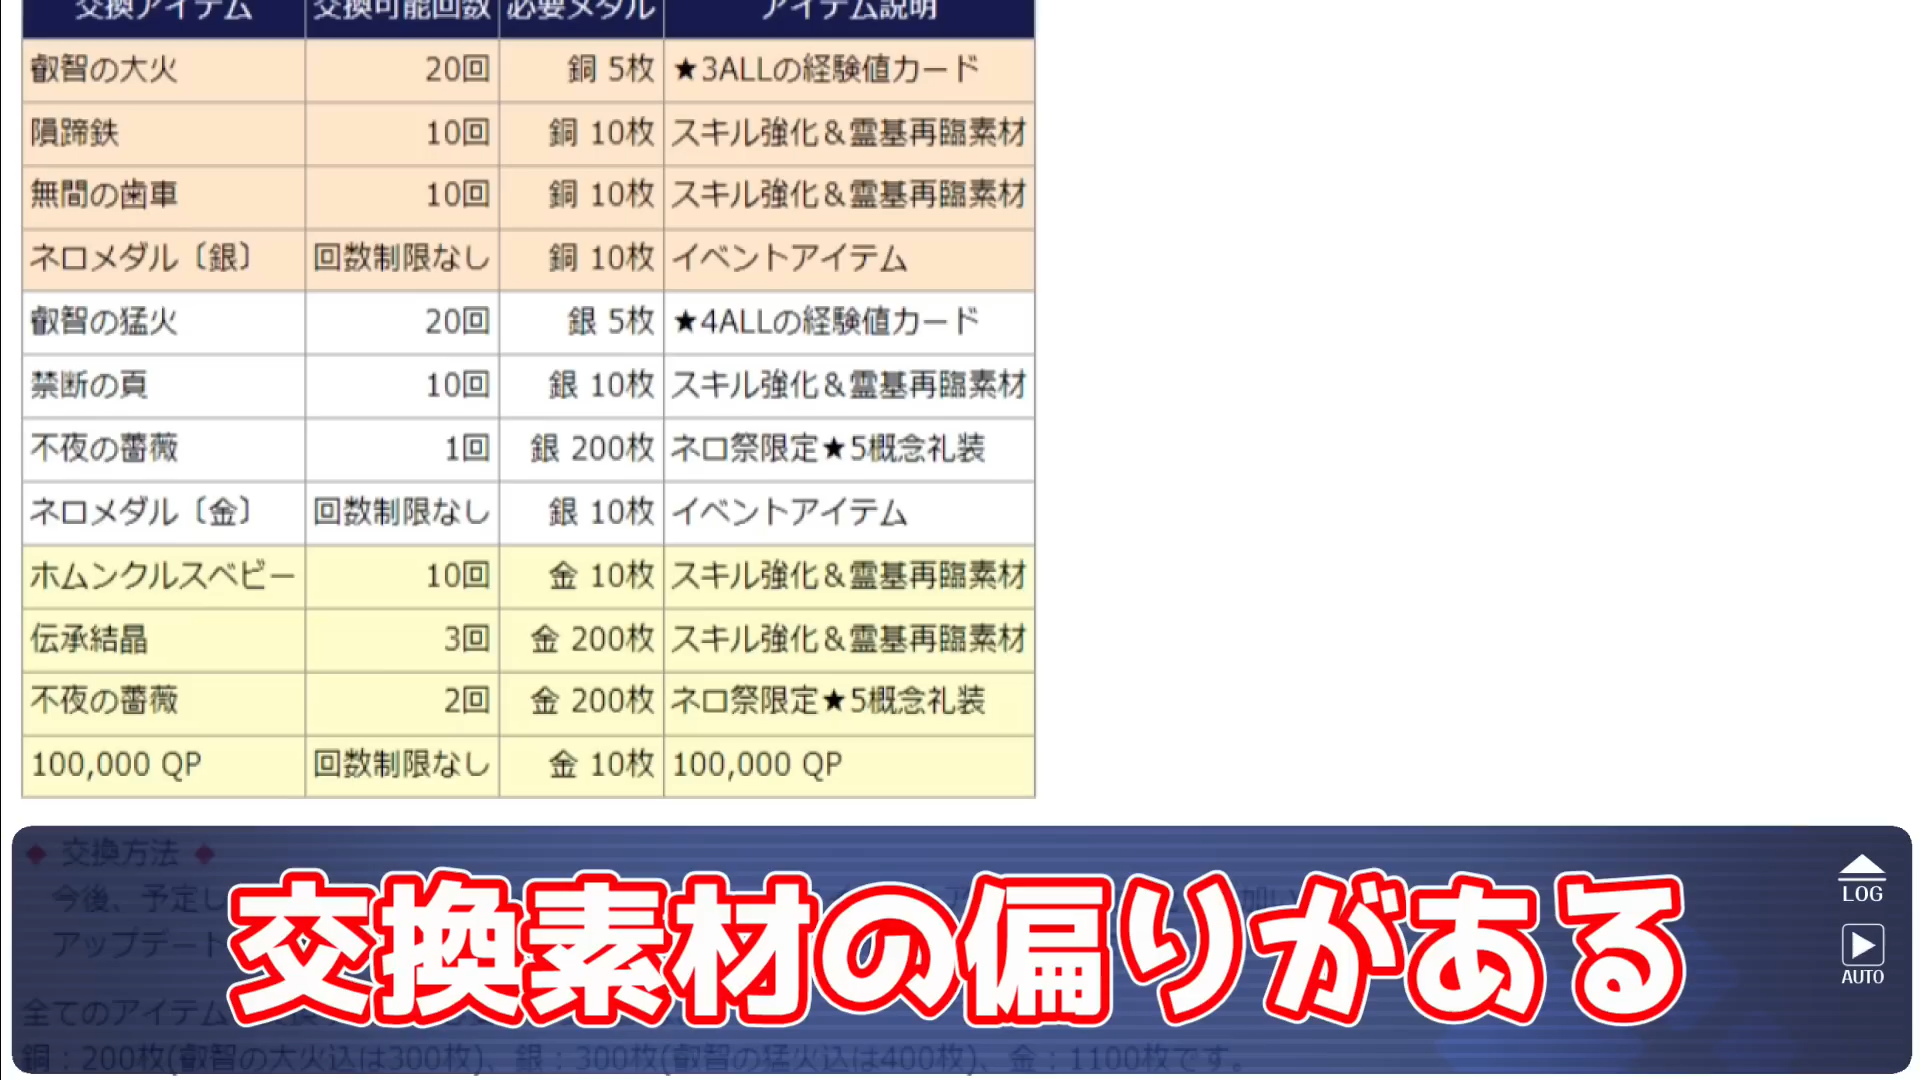 交換アイテム 交換可能回数 必要メダル アイテム説明
叡智の大火 20回 銅 5枚 ★3ALLの経験値カード
隕蹄鉄 10回 銅 10枚 スキル強化&霊基再臨素材
無間の歯車 10回 銅 10枚 スキル強化&霊基再臨素材
ネロメダル〔銀〕 回数制限なし 銅 10枚 イベントアイテム
叡智の猛火 20回 銀 5枚 ★4ALLの経験値カード
禁断の頁 10回 銀 10枚 スキル強化&霊基再臨素材
不夜の薔薇 1回 銀 200枚 ネロ祭限定★5概念礼装
ネロメダル〔金〕 回数制限なし 銀 10枚 イベントアイテム
ホムンクルスベビー 10回 金 10枚 スキル強化&霊基再臨素材
伝承結晶 3回 金 200枚 スキル強化&霊基再臨素材
不夜の薔薇 2回 金 200枚 ネロ祭限定★5概念礼装
100,000 QP 回数制限なし 金 10枚 100,000 QP
◆ 交換方法 ◆
今後、予定し
アップデート
交換素材の偏りがある
全てのアイテム
銅：200枚(叡智の大火込は300枚)、銀：300枚(叡智の猛火込は400枚)、金：1100枚です。
LOG
AUTO